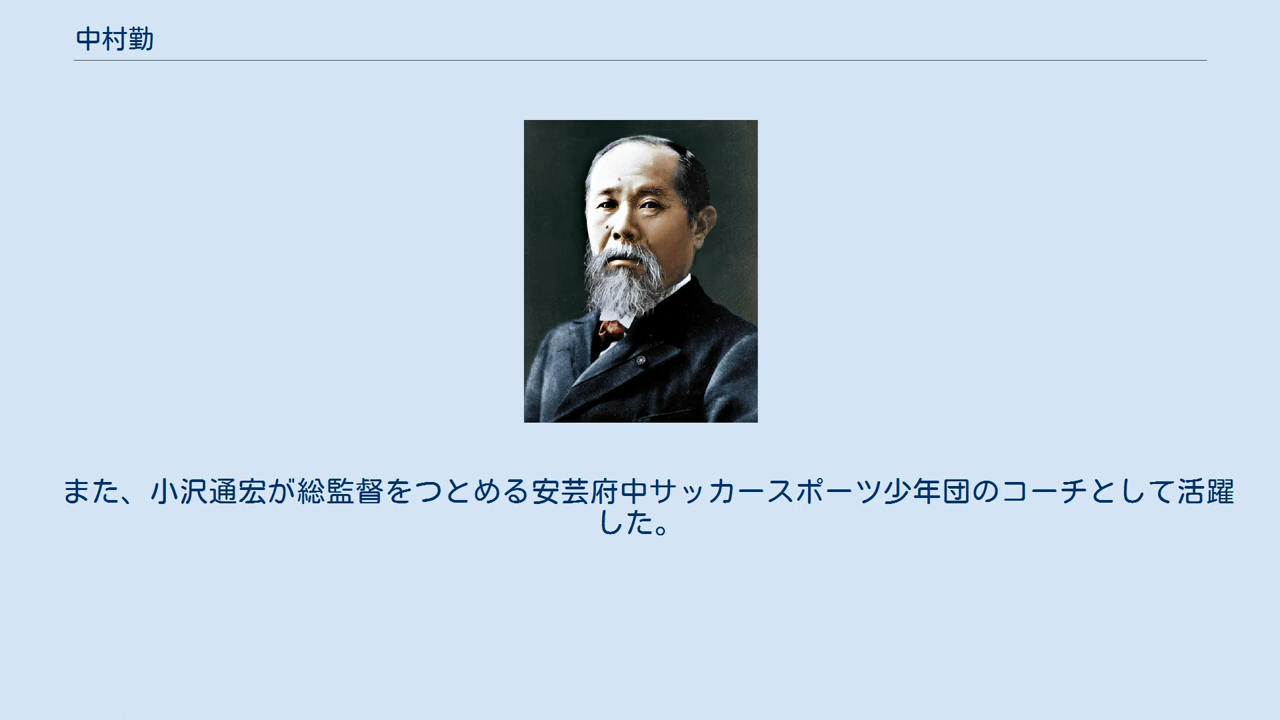 中村勤
また、小沢通宏が総監督をつとめる安芸府中サッカースポーツ少年団のコーチとして活躍
した。